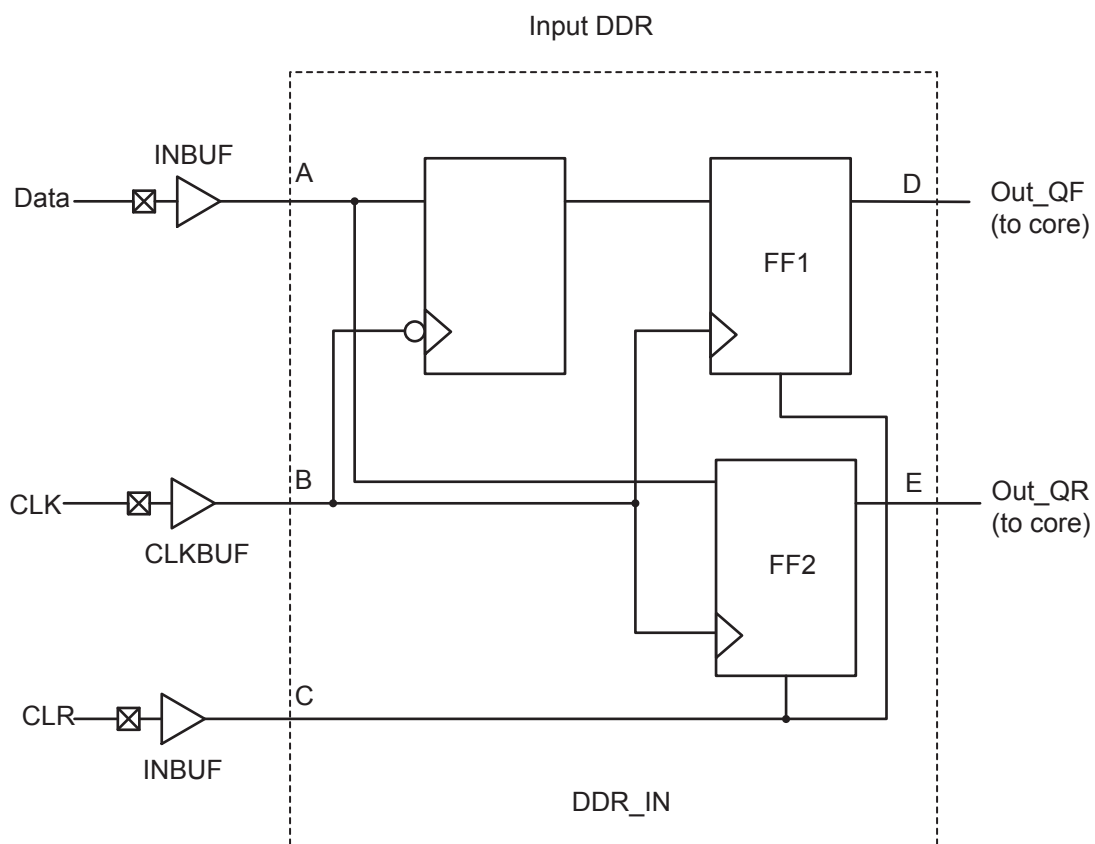 Input DDR
INBUF
Data
A
D
Out_QF
(to core)
FF1
CLK
B
CLKBUF
E
Out_QR
(to core)
FF2
CLR
C
INBUF
DDR_IN